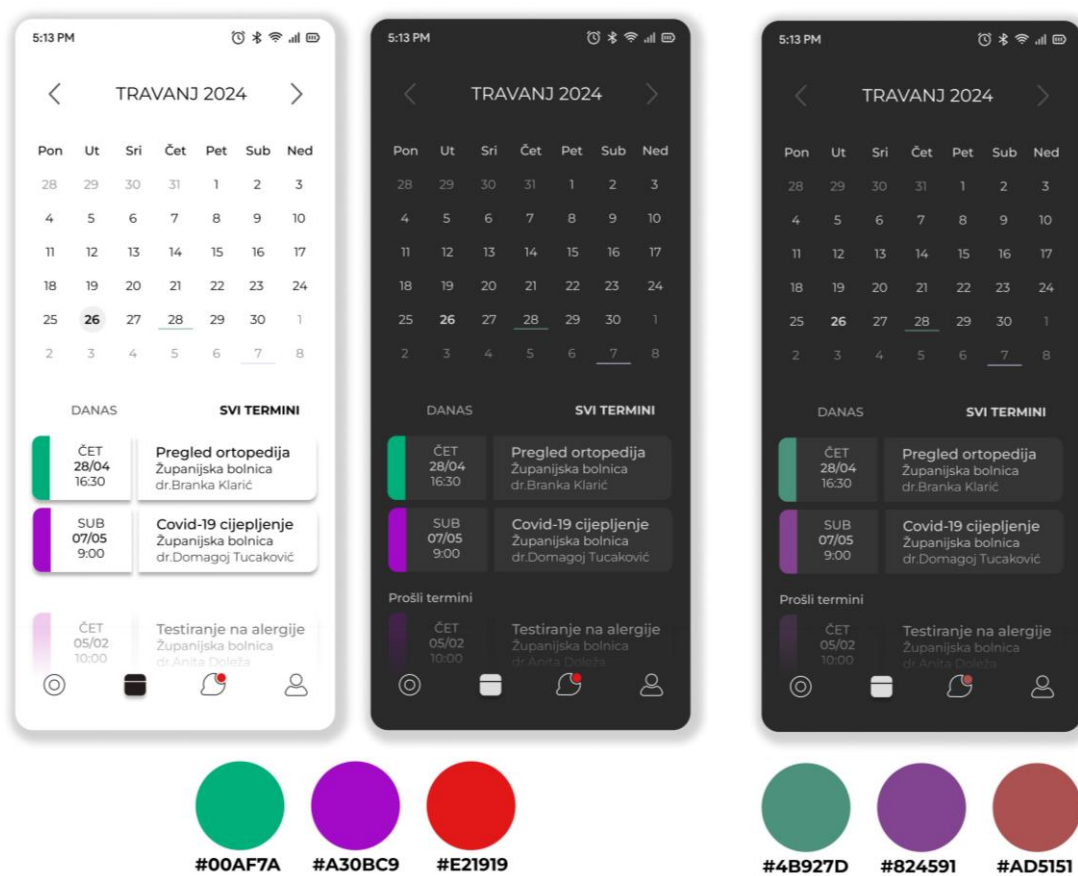 5:13 PM
TRAVANJ 2024
Pon Ut Sri Čet Pet Sub Ned
28 29 30 31 1 2 3
4 5 6 7 8 9 10
11 12 13 14 15 16 17
18 19 20 21 22 23 24
25 26 27 28 29 30 1
2 3 4 5 6 7 8
DANAS SVI TERMINI
ČET
28/04
16:30
Pregled ortopedija
Županijska bolnica
dr.Branka Klarić
SUB
07/05
9:00
Covid-19 cijepljenje
Županijska bolnica
dr.Domagoj Tucaković
ČET
05/02
10:00
Testiranje na alergije
Županijska bolnica
dr.Anita Doleža
5:13 PM
TRAVANJ 2024
Pon Ut Sri Čet Pet Sub Ned
28 29 30 31 1 2 3
4 5 6 7 8 9 10
11 12 13 14 15 16 17
18 19 20 21 22 23 24
25 26 27 28 29 30 1
2 3 4 5 6 7 8
DANAS SVI TERMINI
ČET
28/04
16:30
Pregled ortopedija
Županijska bolnica
dr.Branka Klarić
SUB
07/05
9:00
Covid-19 cijepljenje
Županijska bolnica
dr.Domagoj Tucaković
Prošli termini
ČET
05/02
10:00
Testiranje na alergije
Županijska bolnica
dr.Anita Doleža
5:13 PM
TRAVANJ 2024
Pon Ut Sri Čet Pet Sub Ned
28 29 30 31 1 2 3
4 5 6 7 8 9 10
11 12 13 14 15 16 17
18 19 20 21 22 23 24
25 26 27 28 29 30 1
2 3 4 5 6 7 8
DANAS SVI TERMINI
ČET
28/04
16:30
Pregled ortopedija
Županijska bolnica
dr.Branka Klarić
SUB
07/05
9:00
Covid-19 cijepljenje
Županijska bolnica
dr.Domagoj Tucaković
Prošli termini
ČET
05/02
10:00
Testiranje na alergije
Županijska bolnica
dr.Anita Doleža
#00AF7A #A30BC9 #E21919
#4B927D #824591 #AD5151